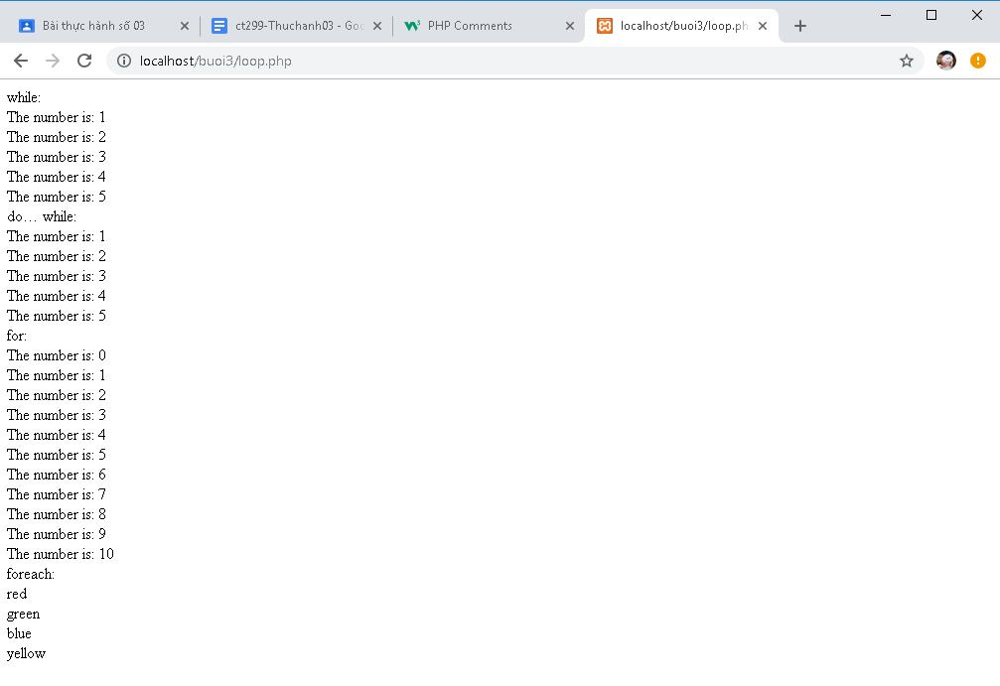 Bài thực hành số 03
ct299-Thuchanh03 - Goo
PHP Comments
localhost/buoi3/loop.ph
localhost/buoi3/loop.php
while:
The number is: 1
The number is: 2
The number is: 3
The number is: 4
The number is: 5
do... while:
The number is: 1
The number is: 2
The number is: 3
The number is: 4
The number is: 5
for:
The number is: 0
The number is: 1
The number is: 2
The number is: 3
The number is: 4
The number is: 5
The number is: 6
The number is: 7
The number is: 8
The number is: 9
The number is: 10
foreach:
red
green
blue
yellow